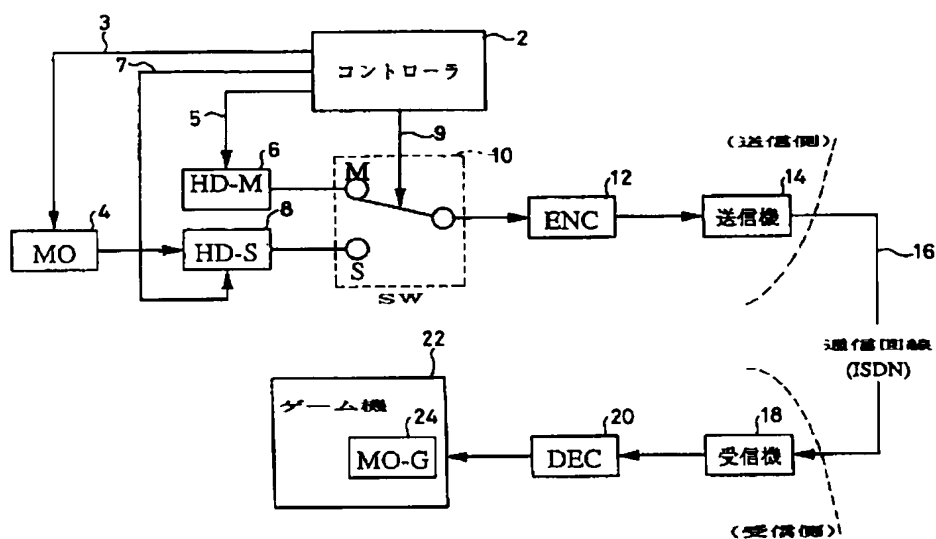 3
2
7
コントローラ
5
9
10
(送信側)
6
M
HD-M
12
14
4
8
ENC
送信機
MO
HD-S
S
16
SW
通信回線
(ISDN)
22
ゲーム機
24
20
18
MO-G
DEC
受信機
(受信側)